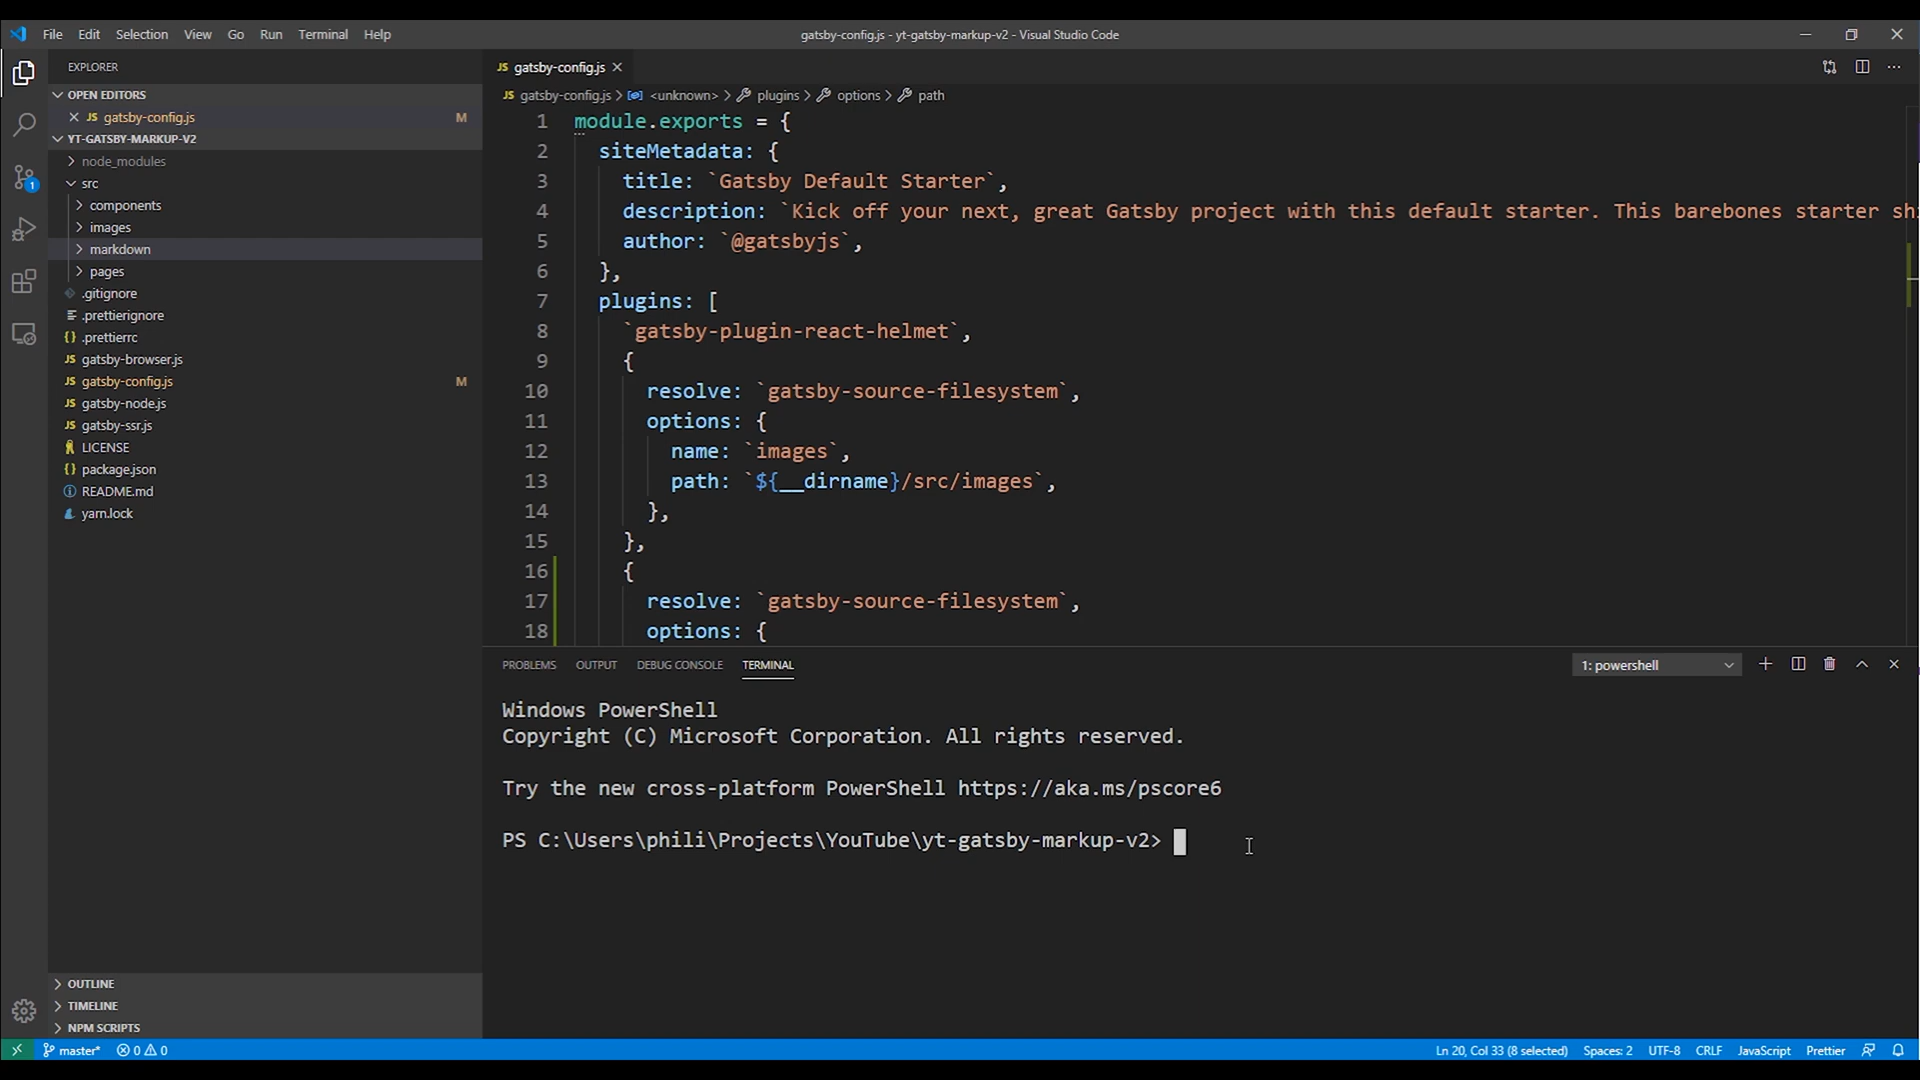 File Edit Selection View Go Run Terminal Help
gatsby-config.js - yt-gatsby-markup-v2 - Visual Studio Code
EXPLORER
OPEN EDITORS
JS gatsby-config.js M
YT-GATSBY-MARKUP-V2
node_modules
src
components
images
markdown
pages
.gitignore
.prettierignore
{} .prettierrc
JS gatsby-browser.js
JS gatsby-config.js M
JS gatsby-node.js
JS gatsby-ssr.js
LICENSE
{} package.json
README.md
yarn.lock
OUTLINE
TIMELINE
NPM SCRIPTS
1
JS gatsby-config.js
JS gatsby-config.js > <unknown> > plugins > options > path
1 module.exports = {
2 siteMetadata: {
3 title: `Gatsby Default Starter`,
4 description: `Kick off your next, great Gatsby project with this default starter. This barebones starter sh
5 author: `@gatsbyjs`,
6 },
7 plugins: [
8 `gatsby-plugin-react-helmet`,
9 {
10 resolve: `gatsby-source-filesystem`,
11 options: {
12 name: `images`,
13 path: `${__dirname}/src/images`,
14 },
15 },
16 {
17 resolve: `gatsby-source-filesystem`,
18 options: {
PROBLEMS OUTPUT DEBUG CONSOLE TERMINAL 1: powershell
Windows PowerShell
Copyright (C) Microsoft Corporation. All rights reserved.
Try the new cross-platform PowerShell https://aka.ms/pscore6
PS C:\Users\phili\Projects\YouTube\yt-gatsby-markup-v2>
master* 0 0 Ln 20, Col 33 (8 selected) Spaces: 2 UTF-8 CRLF JavaScript Prettier